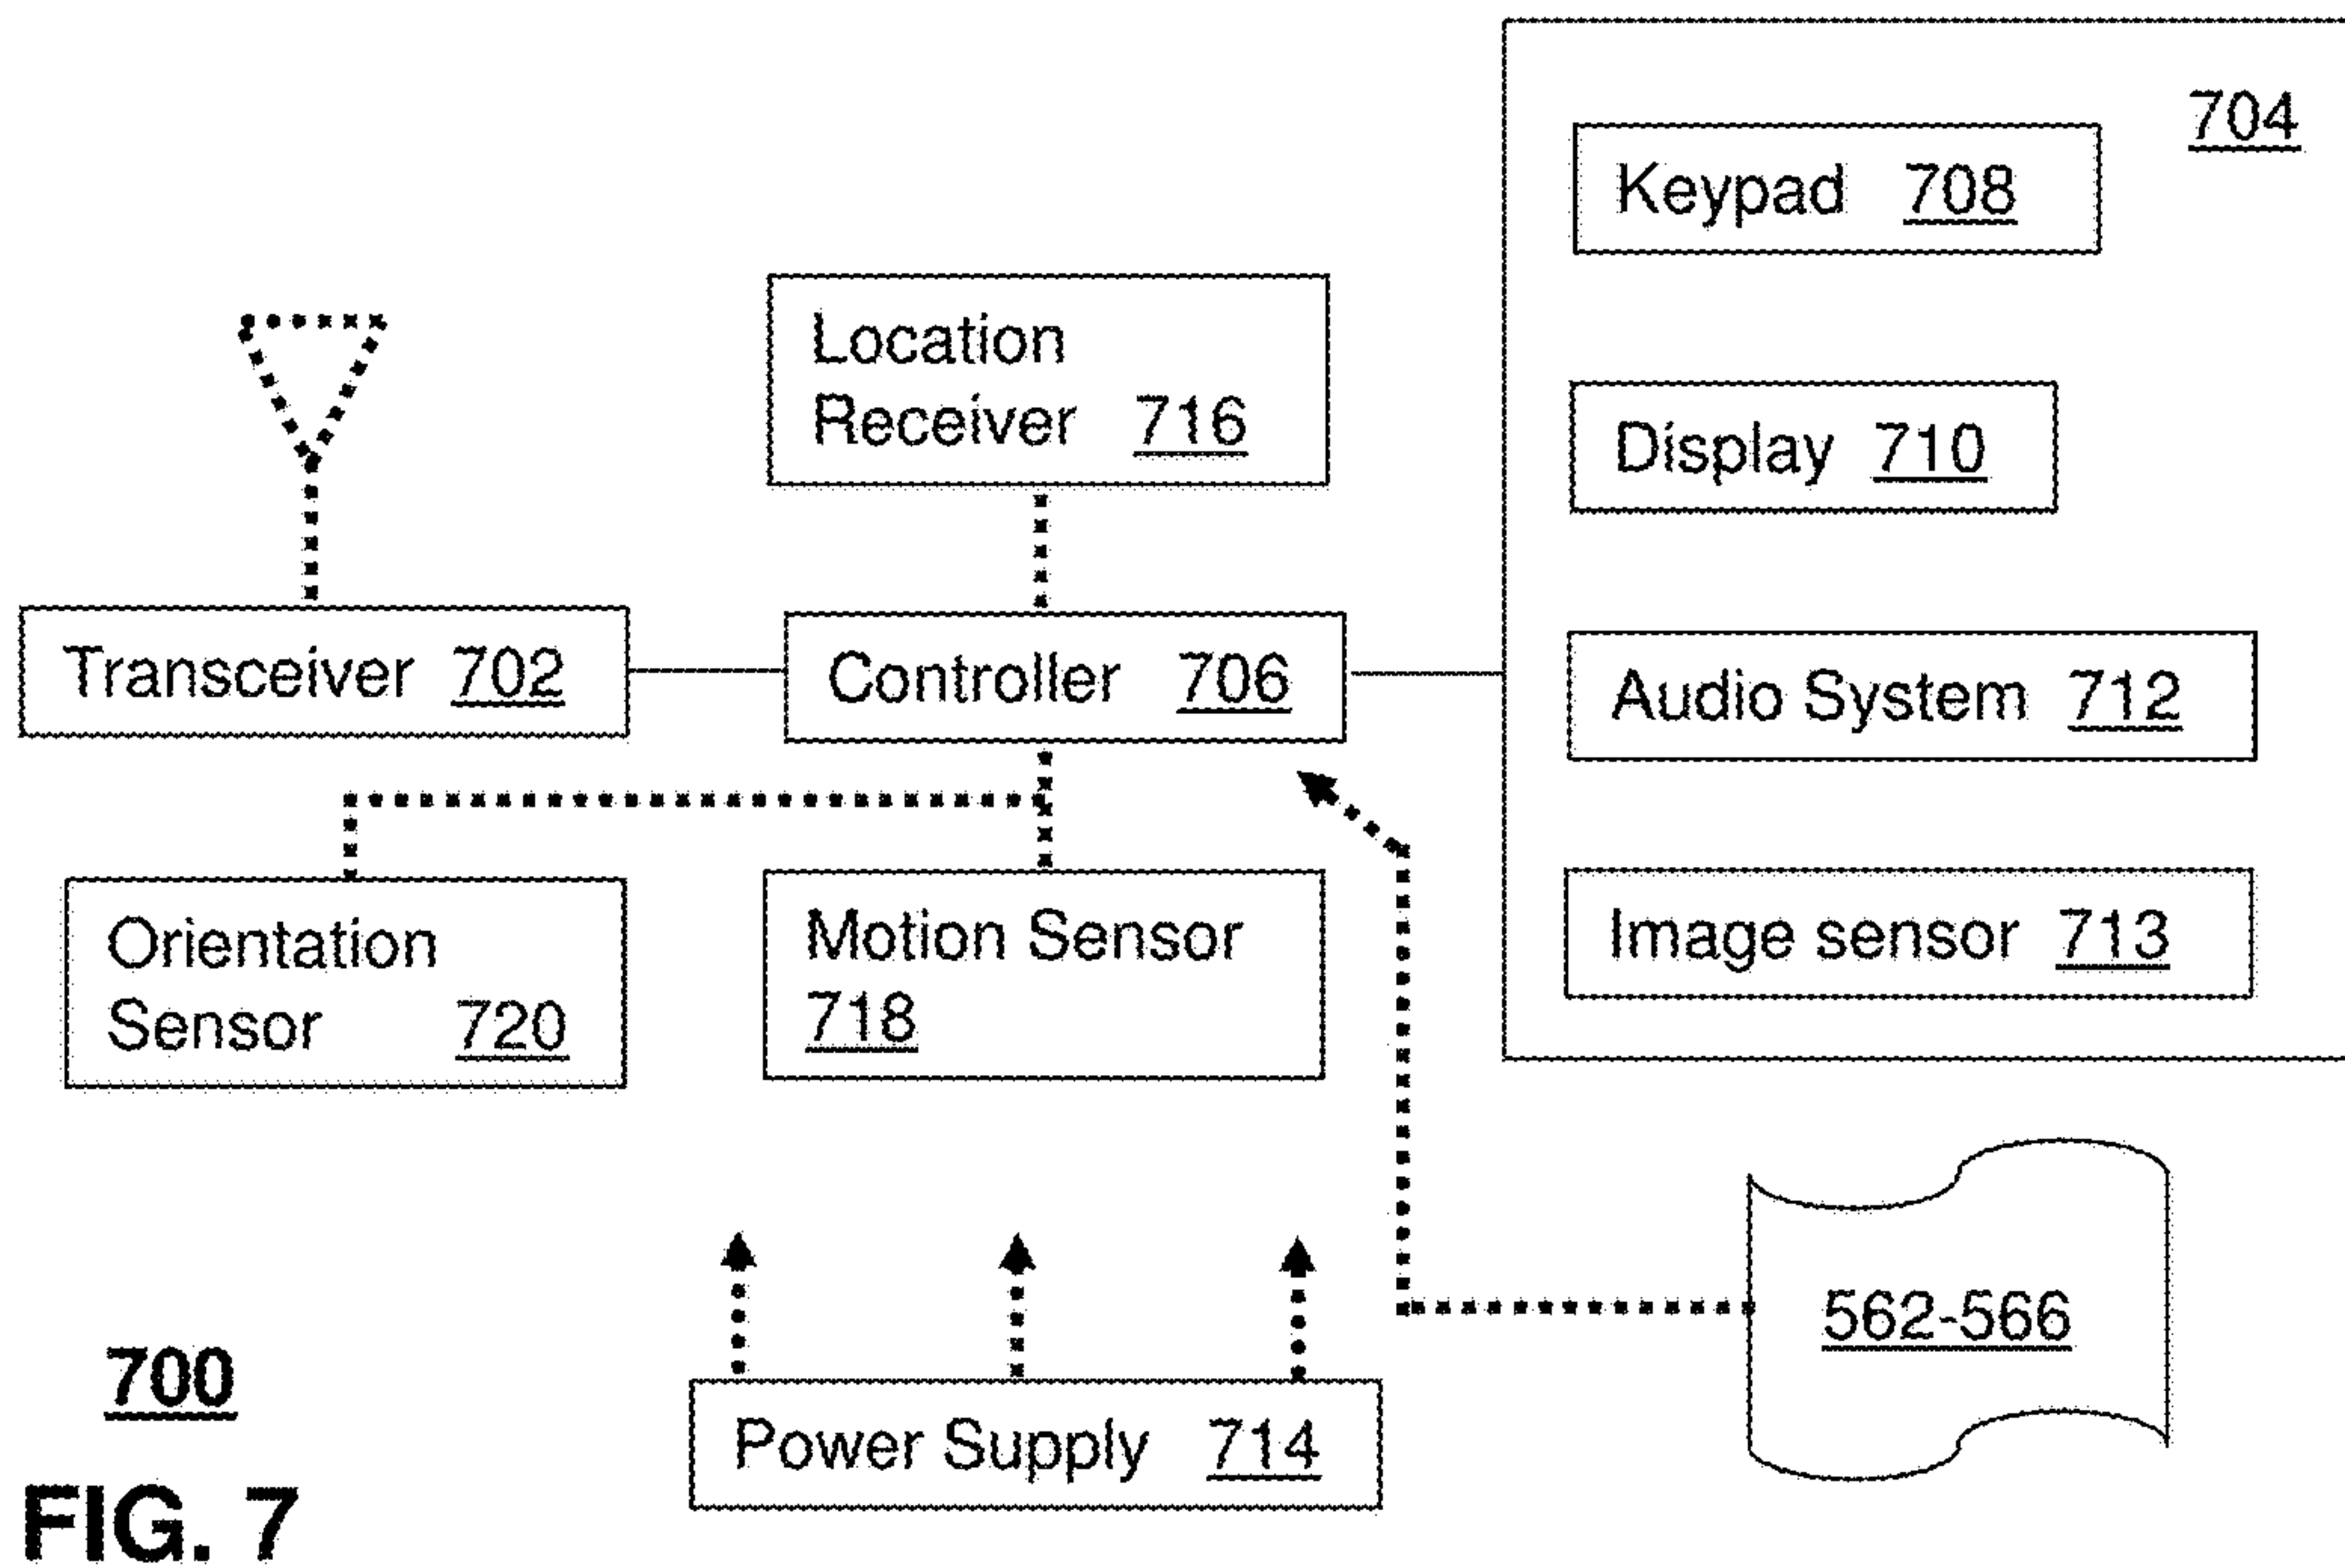 704
Keypad 708
Location
Receiver 716
Display 710
Transceiver 702
Controller 706
Audio System 712
Orientation
Sensor 720
Motion Sensor
718
Image sensor 713
562-566
Power Supply 714
700
FIG. 7